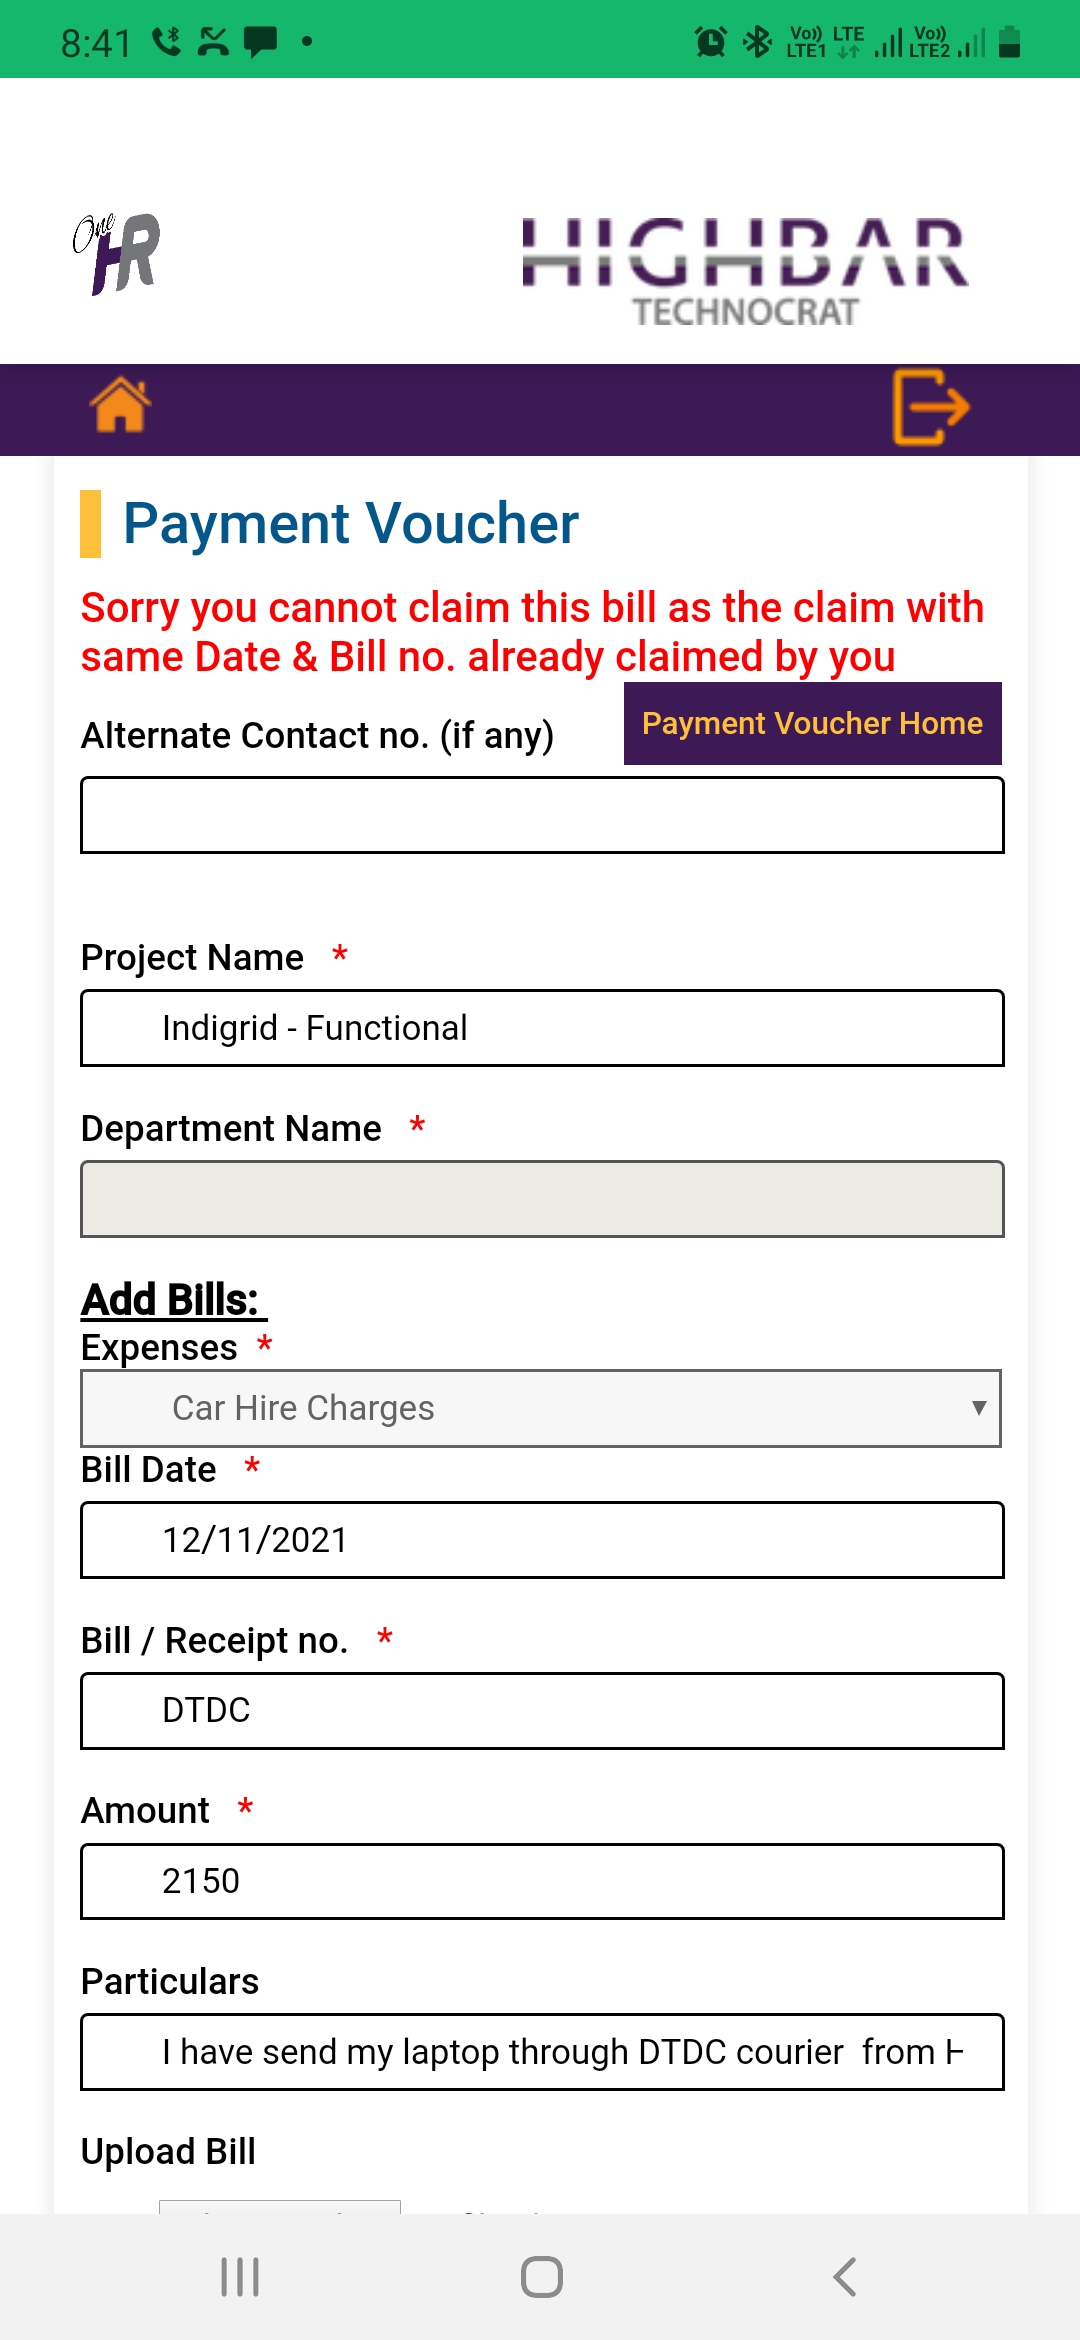 8:41
Vo)) LTE1 LTE Vo)) LTE2
One HR
HIGHBAR
TECHNOCRAT
Payment Voucher
Sorry you cannot claim this bill as the claim with
same Date & Bill no. already claimed by you
Payment Voucher Home
Alternate Contact no. (if any)
Project Name *
Indigrid - Functional
Department Name *
Add Bills:
Expenses *
Car Hire Charges
Bill Date *
12/11/2021
Bill / Receipt no. *
DTDC
Amount *
2150
Particulars
I have send my laptop through DTDC courier  from
Upload Bill